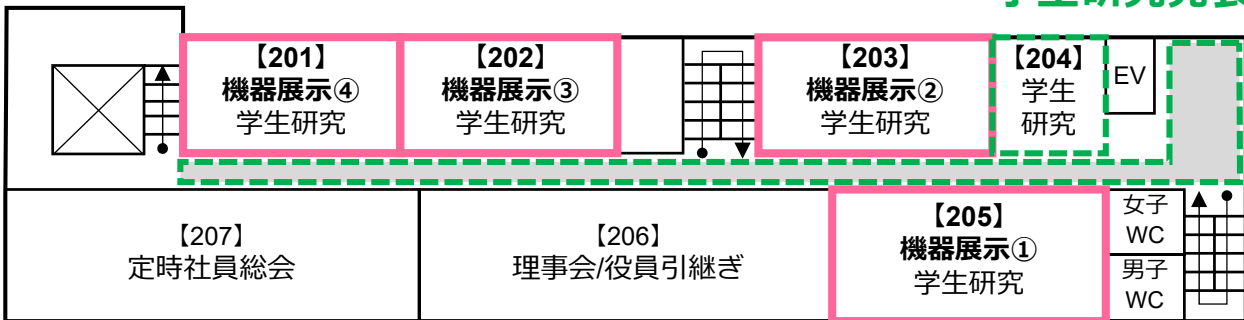 【201】
機器展示④
学生研究
【202】
機器展示③
学生研究
【203】
機器展示②
学生研究
【204】
学生
研究
EV
【207】
定時社員総会
【206】
理事会/役員引継ぎ
【205】
機器展示①
学生研究
女子
WC
男子
WC